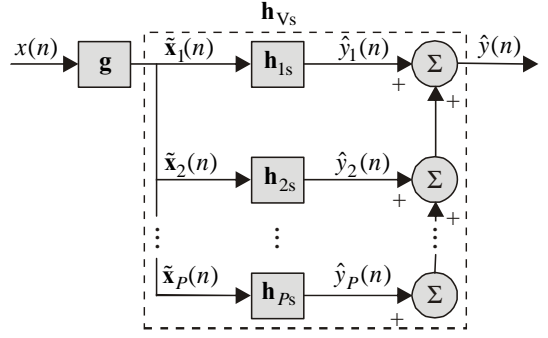 h_Vs
x(n) g x̃_1(n) h_1s ŷ_1(n) Σ ŷ(n)
+ +
x̃_2(n) h_2s ŷ_2(n) Σ
+ +
⋮ ⋮ ⋮
x̃_P(n) h_Ps ŷ_P(n) Σ
+